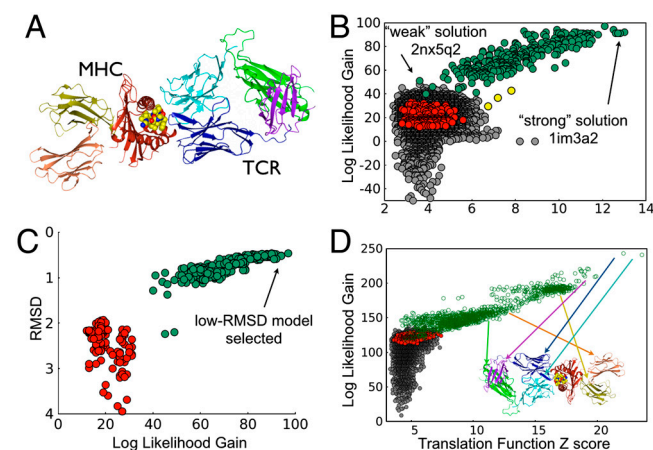 A
MHC
TCR
B
Log Likelihood Gain
100
80
60
40
20
0
-20
-40
2
4
6
8
10
12
14
"weak" solution
2nx5q2
"strong" solution
1im3a2
C
RMSD
0
1
2
3
4
0
20
40
60
80
100
low-RMSD model
selected
Log Likelihood Gain
D
Log Likelihood Gain
250
200
150
100
50
0
5
10
15
20
Translation Function Z score